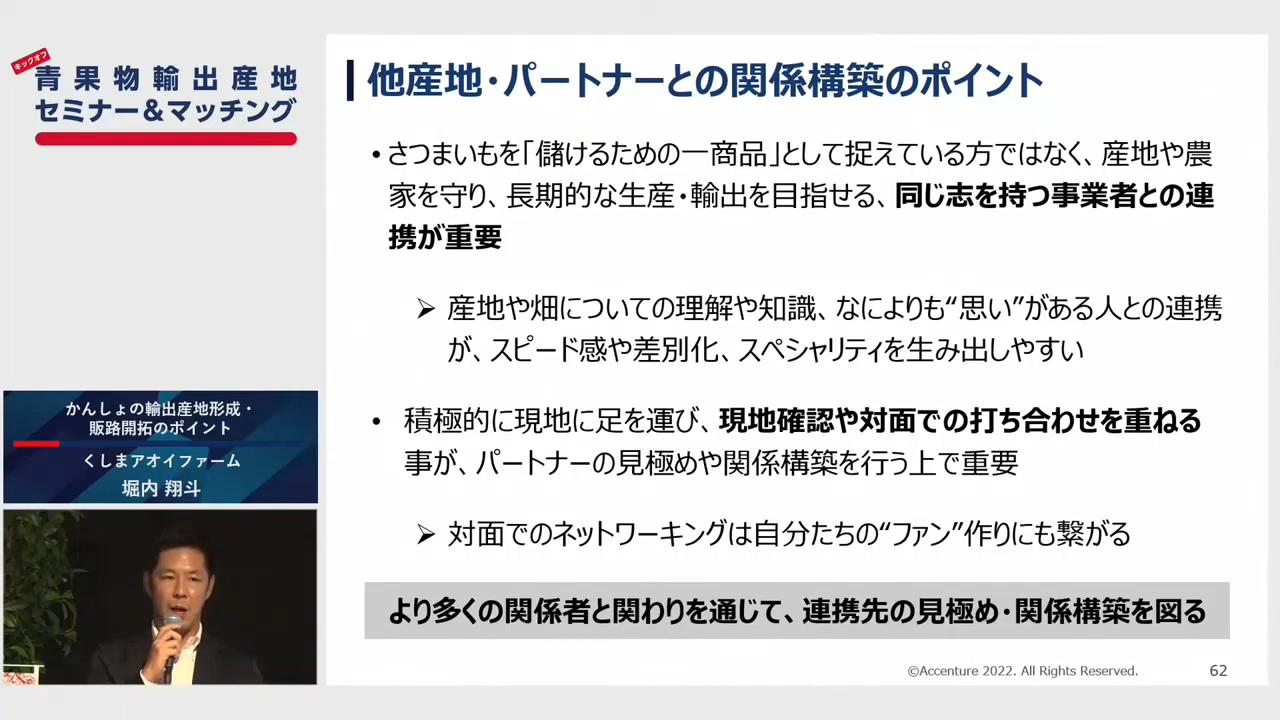 キックオフ
青果物輸出産地
セミナー＆マッチング
他産地・パートナーとの関係構築のポイント
• さつまいもを「儲けるための一商品」として捉えている方ではなく、産地や農
家を守り、長期的な生産・輸出を目指せる、同じ志を持つ事業者との連
携が重要
➢ 産地や畑についての理解や知識、なによりも“思い”がある人との連携
が、スピード感や差別化、スペシャリティを生み出しやすい
• 積極的に現地に足を運び、現地確認や対面での打ち合わせを重ねる
事が、パートナーの見極めや関係構築を行う上で重要
➢ 対面でのネットワーキングは自分たちの“ファン”作りにも繋がる
より多くの関係者と関わりを通じて、連携先の見極め・関係構築を図る
©Accenture 2022. All Rights Reserved.
62
かんしょの輸出産地形成・
販路開拓のポイント
くしまアオイファーム
堀内 翔斗